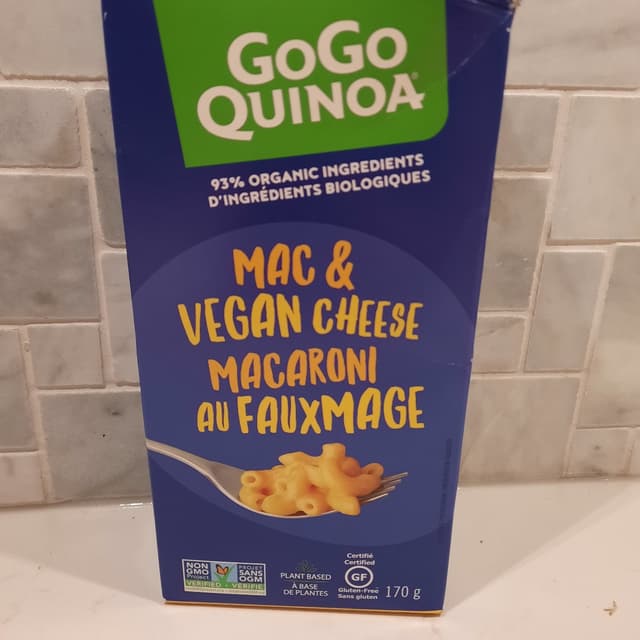 GoGo
QUINOA
93% ORGANIC INGREDIENTS
D'INGRÉDIENTS BIOLOGIQUES
MAC &
VEGAN CHEESE
MACARONI
AU FAUXMAGE
NON
GMO
Project
PROJET
SANS
OGM
VERIFIED • VÉRIFIÉ
PLANT BASED
À BASE
DE PLANTES
Certifié
Certified
GF
Gluten-Free
Sans gluten
170 g